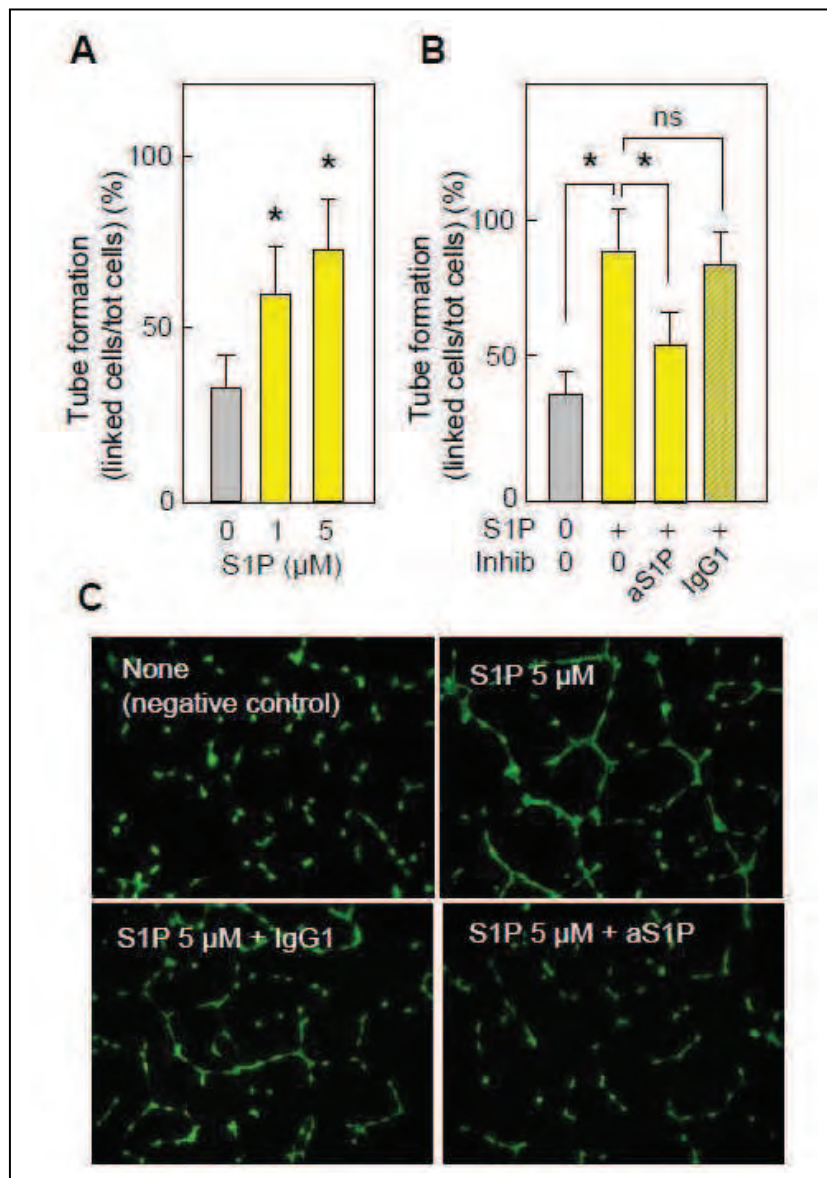 A
Tube formation
(linked cells/tot cells) (%)
100
50
0
*
*
0 1 5
S1P (µM)
B
Tube formation
(linked cells/tot cells) (%)
100
50
0
*
*
ns
S1P 0 + + +
Inhib 0 0 aS1P IgG1
C
None
(negative control)
S1P 5 µM
S1P 5 µM + IgG1
S1P 5 µM + aS1P